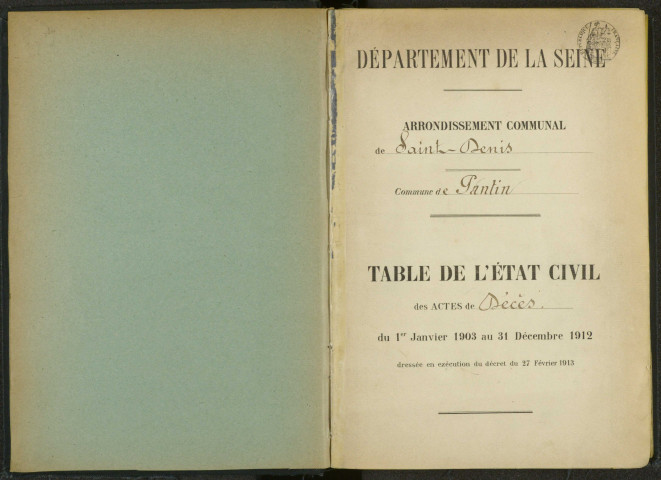 DÉPARTEMENT DE LA SEINE
ARRONDISSEMENT COMMUNAL
de Saint-Denis
Commune de Pantin
TABLE DE L'ÉTAT CIVIL
des ACTES de Décès.
du 1er Janvier 1903 au 31 Décembre 1912
dressée en exécution du décret du 27 Février 1913